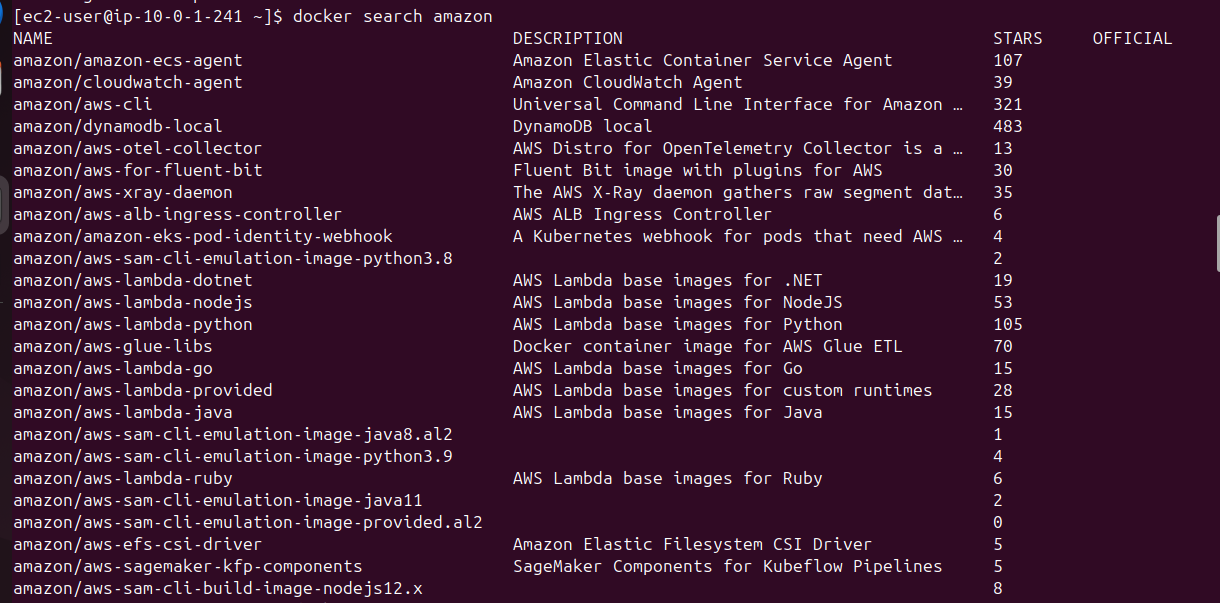 [ec2-user@ip-10-0-1-241 ~]$ docker search amazon
NAME DESCRIPTION STARS OFFICIAL
amazon/amazon-ecs-agent Amazon Elastic Container Service Agent 107
amazon/cloudwatch-agent Amazon CloudWatch Agent 39
amazon/aws-cli Universal Command Line Interface for Amazon … 321
amazon/dynamodb-local DynamoDB local 483
amazon/aws-otel-collector AWS Distro for OpenTelemetry Collector is a … 13
amazon/aws-for-fluent-bit Fluent Bit image with plugins for AWS 30
amazon/aws-xray-daemon The AWS X-Ray daemon gathers raw segment dat… 35
amazon/aws-alb-ingress-controller AWS ALB Ingress Controller 6
amazon/amazon-eks-pod-identity-webhook A Kubernetes webhook for pods that need AWS … 4
amazon/aws-sam-cli-emulation-image-python3.8 2
amazon/aws-lambda-dotnet AWS Lambda base images for .NET 19
amazon/aws-lambda-nodejs AWS Lambda base images for NodeJS 53
amazon/aws-lambda-python AWS Lambda base images for Python 105
amazon/aws-glue-libs Docker container image for AWS Glue ETL 70
amazon/aws-lambda-go AWS Lambda base images for Go 15
amazon/aws-lambda-provided AWS Lambda base images for custom runtimes 28
amazon/aws-lambda-java AWS Lambda base images for Java 15
amazon/aws-sam-cli-emulation-image-java8.al2 1
amazon/aws-sam-cli-emulation-image-python3.9 4
amazon/aws-lambda-ruby AWS Lambda base images for Ruby 6
amazon/aws-sam-cli-emulation-image-java11 2
amazon/aws-sam-cli-emulation-image-provided.al2 0
amazon/aws-efs-csi-driver Amazon Elastic Filesystem CSI Driver 5
amazon/aws-sagemaker-kfp-components SageMaker Components for Kubeflow Pipelines 5
amazon/aws-sam-cli-build-image-nodejs12.x 8